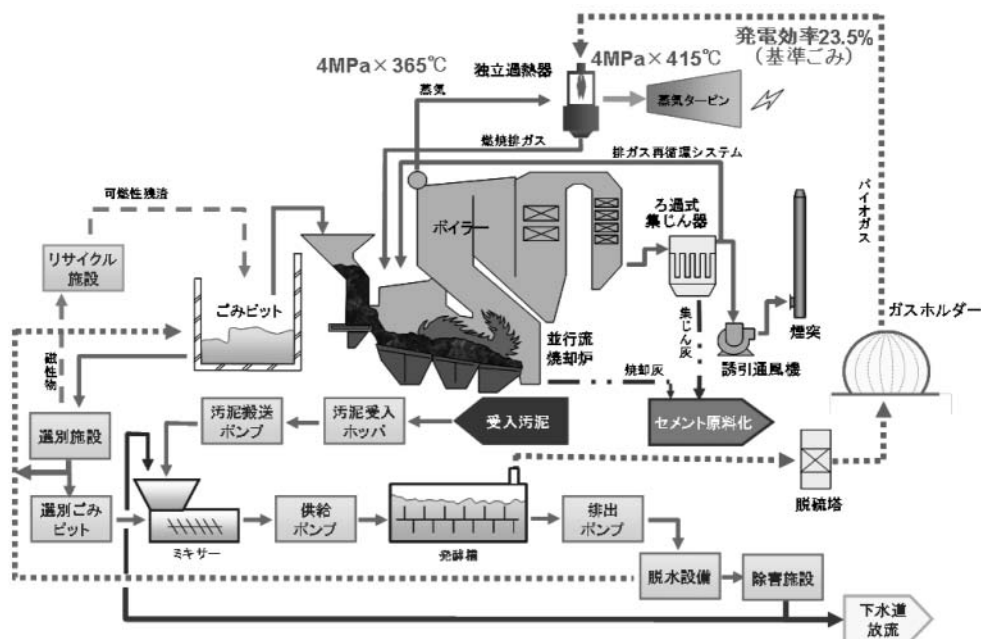 発電効率23.5%
(基準ごみ)
4MPa×365℃
独立過熱器
4MPa×415℃
蒸気
蒸気タービン
燃焼排ガス
排ガス再循環システム
可燃性残渣
バイオガス
ボイラー
ろ過式
集じん器
リサイクル
施設
ごみピット
ガスホルダー
集じん灰
煙突
並行流
焼却炉
誘引通風機
磁性物
焼却灰
汚泥搬送
ポンプ
汚泥受入
ホッパ
受入汚泥
セメント原料化
選別施設
脱硫塔
選別ごみ
ピット
供給
ポンプ
排出
ポンプ
ミキサー
発酵槽
脱水設備
除害施設
下水道
放流